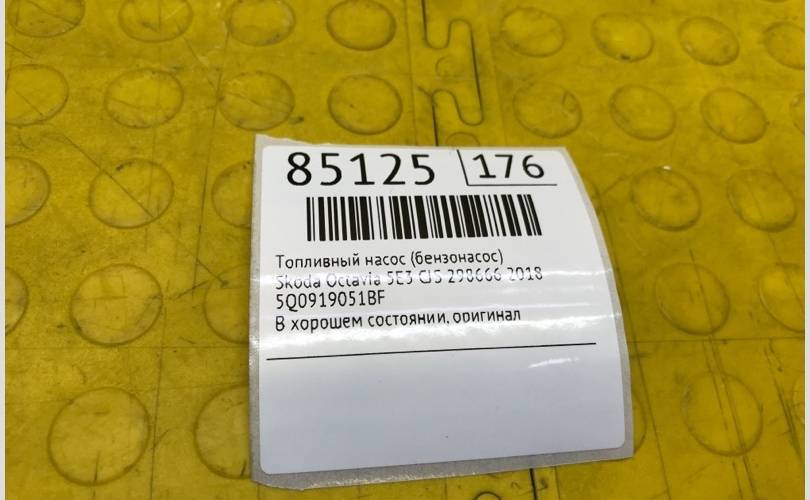 85125 176
Топливный насос (бензонасос)
Skoda Octavia 5E3 CJS 298666 2018
5Q0919051BF
В хорошем состоянии, оригинал